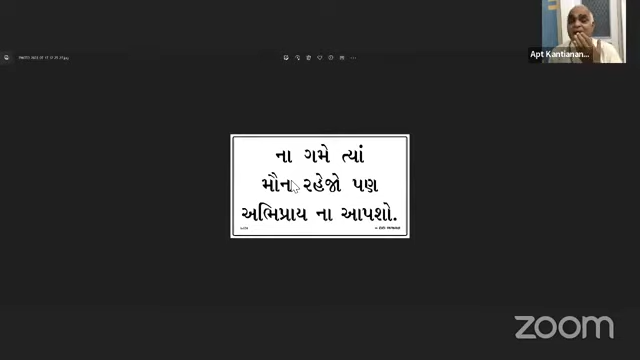 Apt Kantianan...
ના ગમે ત્યાં
મૌન રહેજો પણ
અભિપ્રાય ના આપશો.
zoom